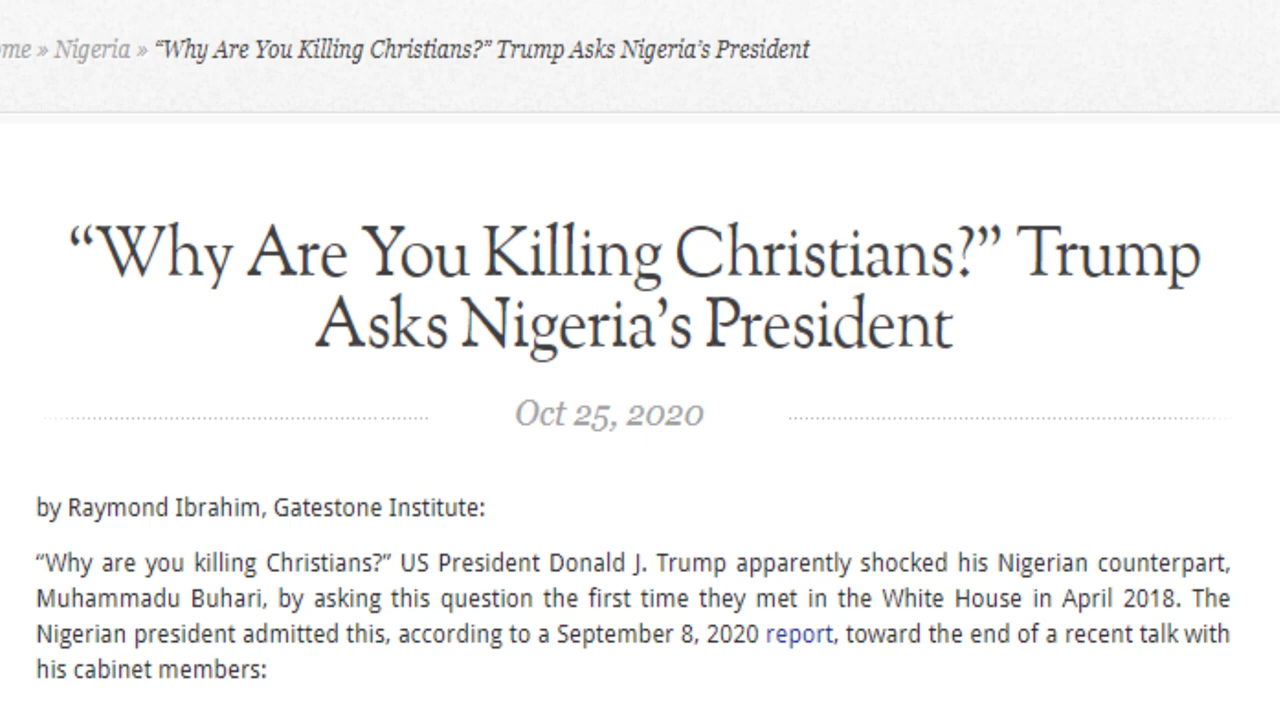 ome » Nigeria » “Why Are You Killing Christians?” Trump Asks Nigeria’s President
“Why Are You Killing Christians?” Trump
Asks Nigeria’s President
Oct 25, 2020
by Raymond Ibrahim, Gatestone Institute:
“Why are you killing Christians?” US President Donald J. Trump apparently shocked his Nigerian counterpart,
Muhammadu Buhari, by asking this question the first time they met in the White House in April 2018. The
Nigerian president admitted this, according to a September 8, 2020 report, toward the end of a recent talk with
his cabinet members: